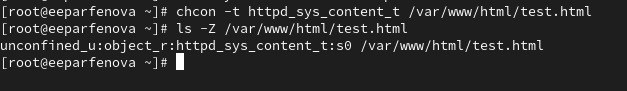 [root@eeparfenova ~]# chcon -t httpd_sys_content_t /var/www/html/test.html
[root@eeparfenova ~]# ls -Z /var/www/html/test.html
unconfined_u:object_r:httpd_sys_content_t:s0 /var/www/html/test.html
[root@eeparfenova ~]#